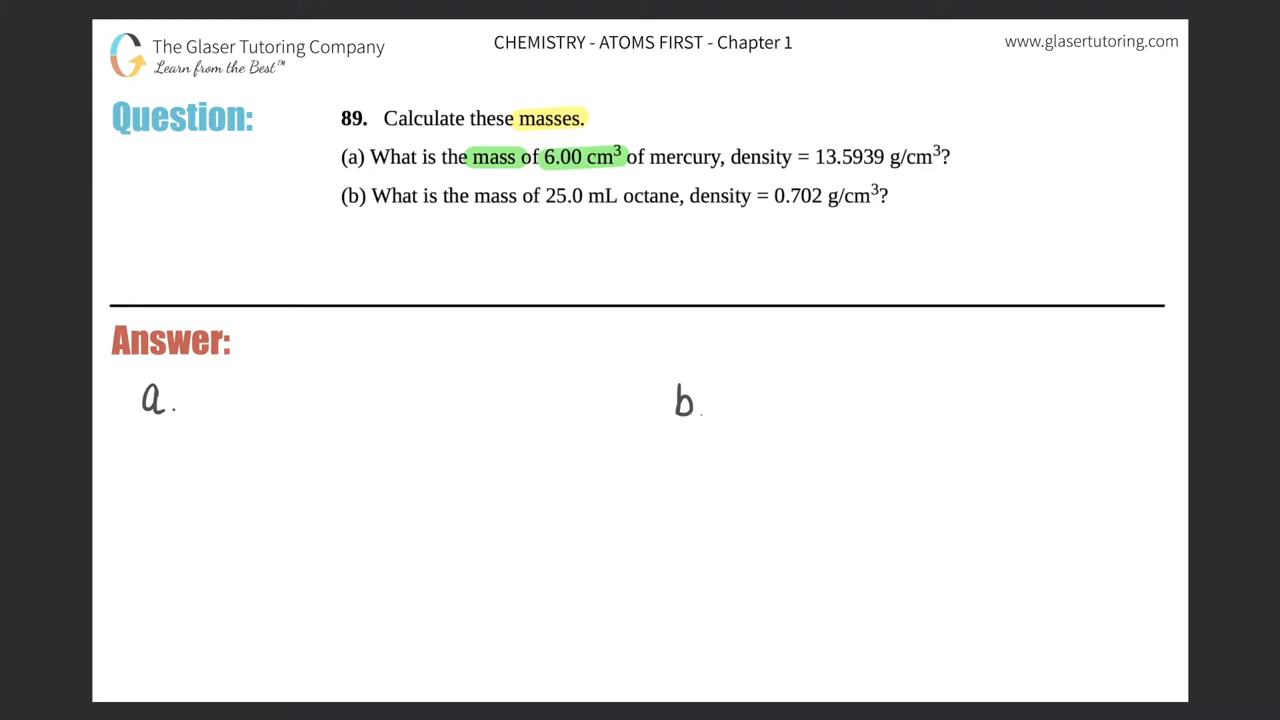 The Glaser Tutoring Company
Learn from the Best™
CHEMISTRY - ATOMS FIRST - Chapter 1
www.glasertutoring.com
Question:
89. Calculate these masses.
(a) What is the mass of 6.00 cm³ of mercury, density = 13.5939 g/cm³?
(b) What is the mass of 25.0 mL octane, density = 0.702 g/cm³?
Answer:
a.
b.